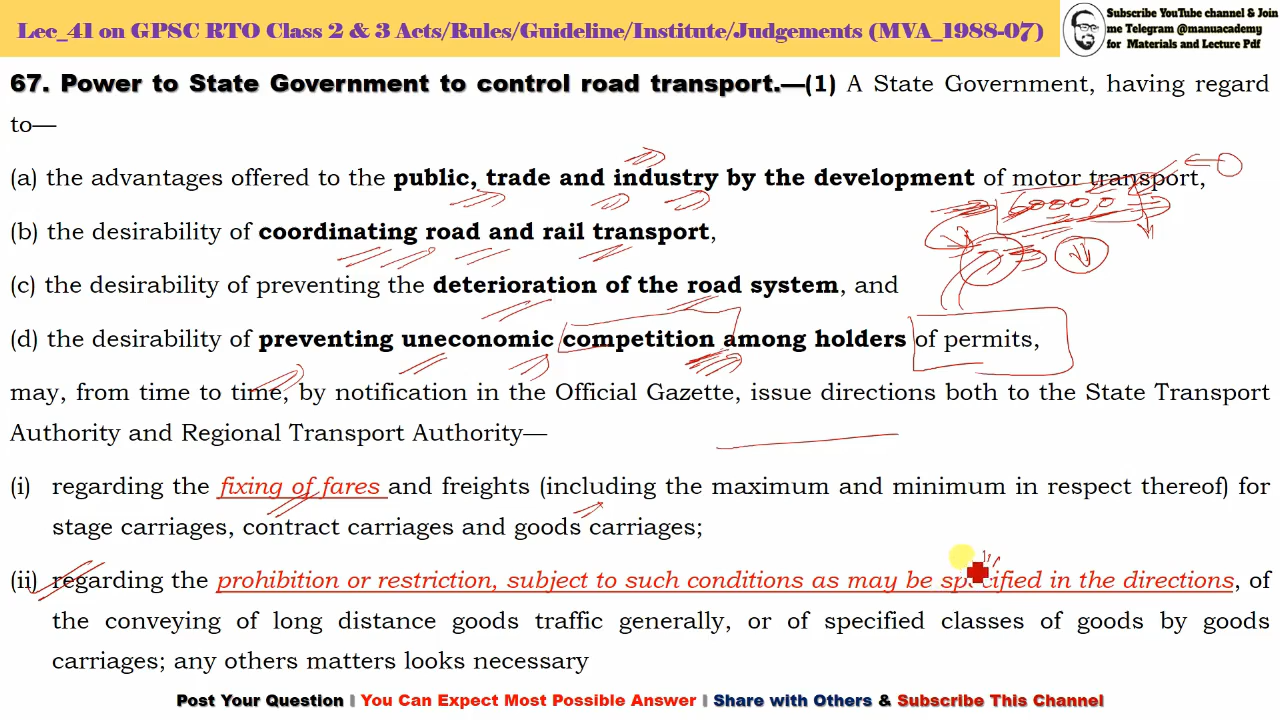 Lec_41 on GPSC RTO Class 2 & 3 Acts/Rules/Guideline/Institute/Judgements (MVA_1988-07)
Subscribe YouTube channel & Join
me Telegram @manuacademy
for Materials and Lecture Pdf
67. Power to State Government to control road transport.—(1) A State Government, having regard
to—
(a) the advantages offered to the public, trade and industry by the development of motor transport,
(b) the desirability of coordinating road and rail transport,
(c) the desirability of preventing the deterioration of the road system, and
(d) the desirability of preventing uneconomic competition among holders of permits,
may, from time to time, by notification in the Official Gazette, issue directions both to the State Transport
Authority and Regional Transport Authority—
(i) regarding the fixing of fares and freights (including the maximum and minimum in respect thereof) for
stage carriages, contract carriages and goods carriages;
(ii) regarding the prohibition or restriction, subject to such conditions as may be specified in the directions, of
the conveying of long distance goods traffic generally, or of specified classes of goods by goods
carriages; any others matters looks necessary
Post Your Question | You Can Expect Most Possible Answer | Share with Others & Subscribe This Channel